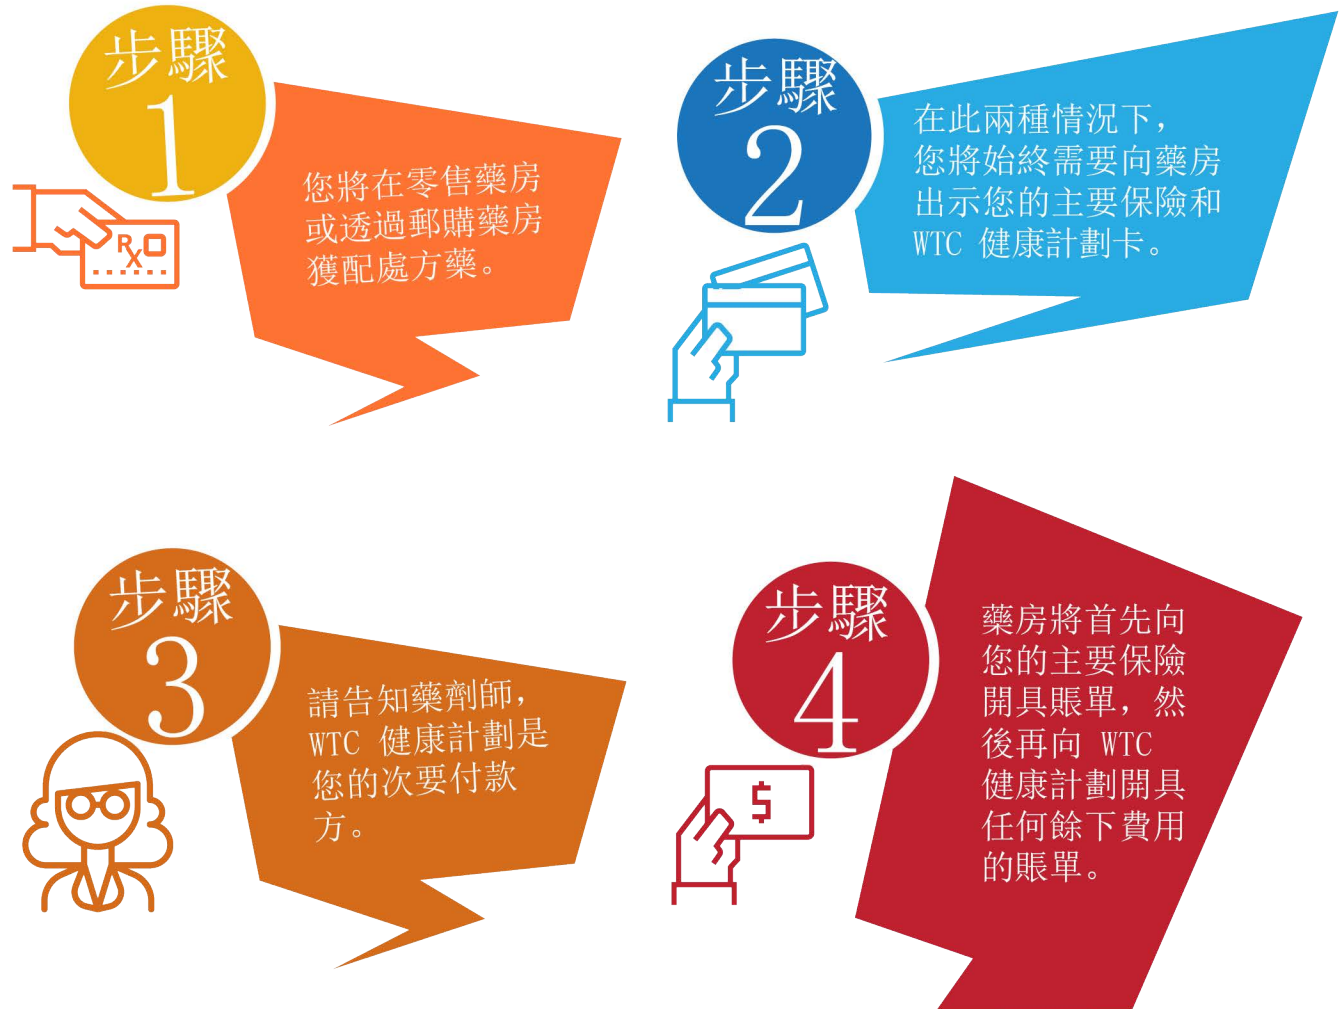 步驟
1
您將在零售藥房
或透過郵購藥房
獲配處方藥。
RX
步驟
2
在此兩種情況下，
您將始終需要向藥房
出示您的主要保險和
WTC 健康計劃卡。
步驟
3
請告知藥劑師，
WTC 健康計劃是
您的次要付款
方。
步驟
4
藥房將首先向
您的主要保險
開具賬單，然
後再向 WTC
健康計劃開具
任何餘下費用
的賬單。
$